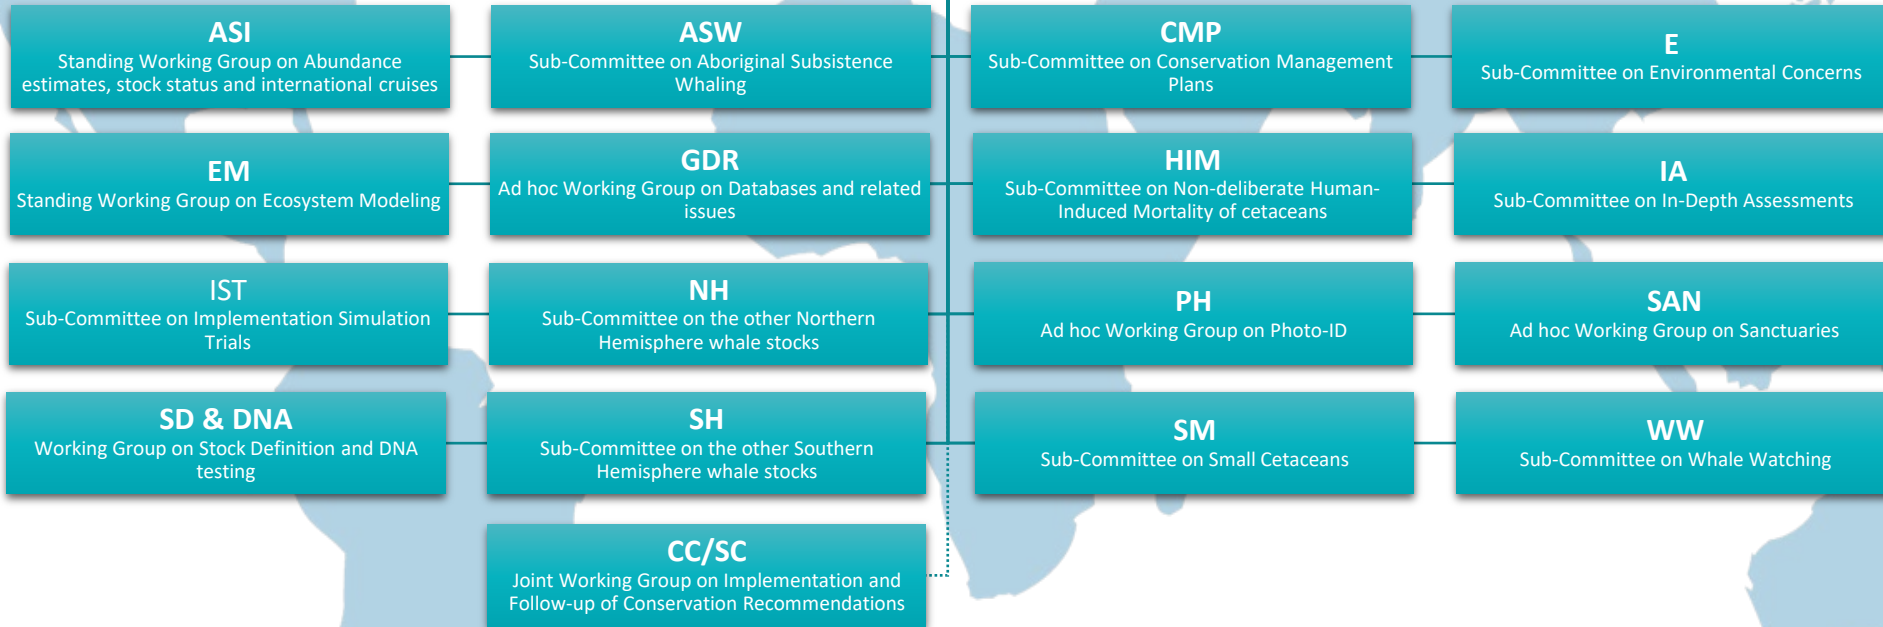 ASI
Standing Working Group on Abundance
estimates, stock status and international cruises
ASW
Sub-Committee on Aboriginal Subsistence
Whaling
CMP
Sub-Committee on Conservation Management
Plans
E
Sub-Committee on Environmental Concerns
EM
Standing Working Group on Ecosystem Modeling
GDR
Ad hoc Working Group on Databases and related
issues
HIM
Sub-Committee on Non-deliberate Human-
Induced Mortality of cetaceans
IA
Sub-Committee on In-Depth Assessments
IST
Sub-Committee on Implementation Simulation
Trials
NH
Sub-Committee on the other Northern
Hemisphere whale stocks
PH
Ad hoc Working Group on Photo-ID
SAN
Ad hoc Working Group on Sanctuaries
SD & DNA
Working Group on Stock Definition and DNA
testing
SH
Sub-Committee on the other Southern
Hemisphere whale stocks
SM
Sub-Committee on Small Cetaceans
WW
Sub-Committee on Whale Watching
CC/SC
Joint Working Group on Implementation and
Follow-up of Conservation Recommendations